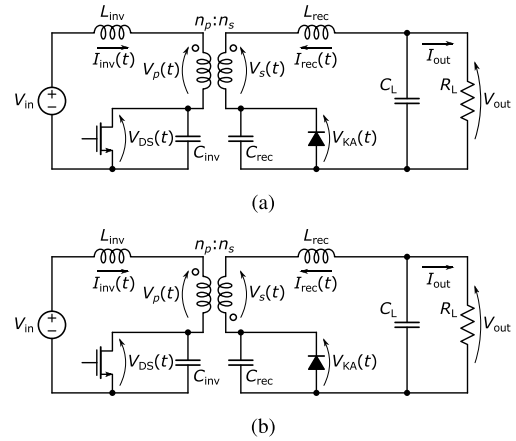 L_inv n_p:n_s L_rec
I_inv(t) V_p(t) V_s(t) I_rec(t) I_out
V_in + − C_L R_L V_out
V_DS(t) C_inv C_rec V_KA(t)
(a)
L_inv n_p:n_s L_rec
I_inv(t) V_p(t) V_s(t) I_rec(t) I_out
V_in + − C_L R_L V_out
V_DS(t) C_inv C_rec V_KA(t)
(b)